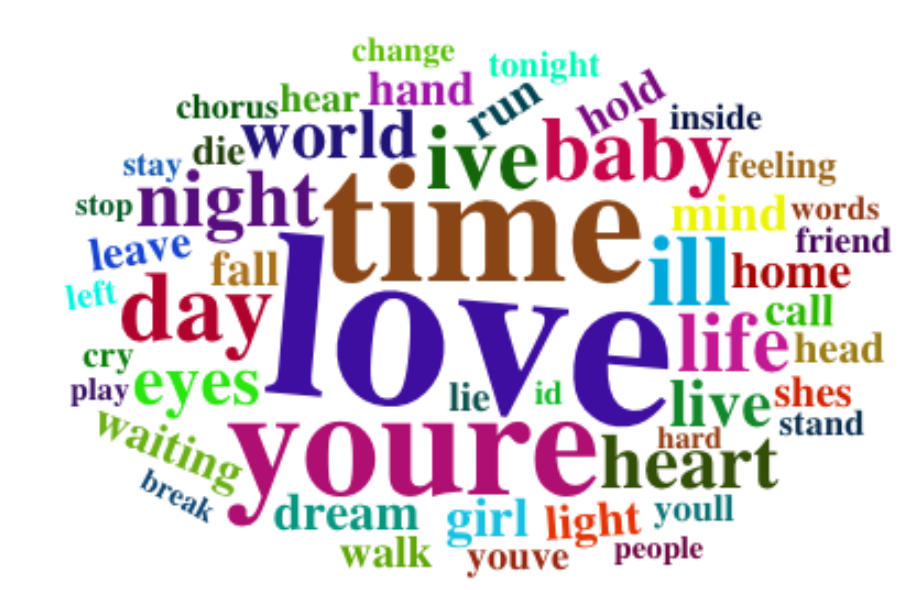 change
tonight
chorus
hear
hand
run
hold
inside
die
world
ive
baby
feeling
stay
night
time
mind
words
stop
leave
fall
ill
home
friend
left
day
love
life
call
head
cry
play
eyes
lie
id
live
shes
stand
waiting
youre
hard
heart
break
dream
girl
light
youll
walk
youve
people